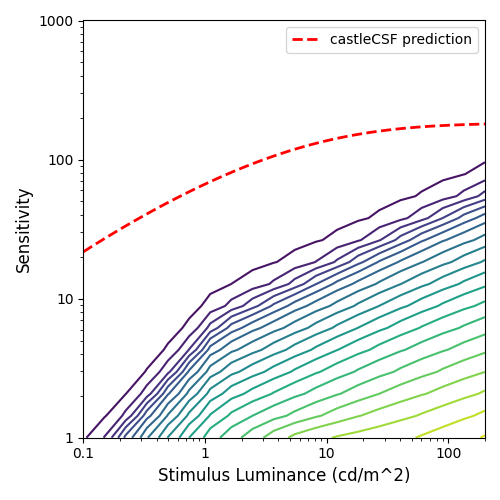 1000
castleCSF prediction
100
Sensitivity
10
1
0.1 1 10 100
Stimulus Luminance (cd/m^2)